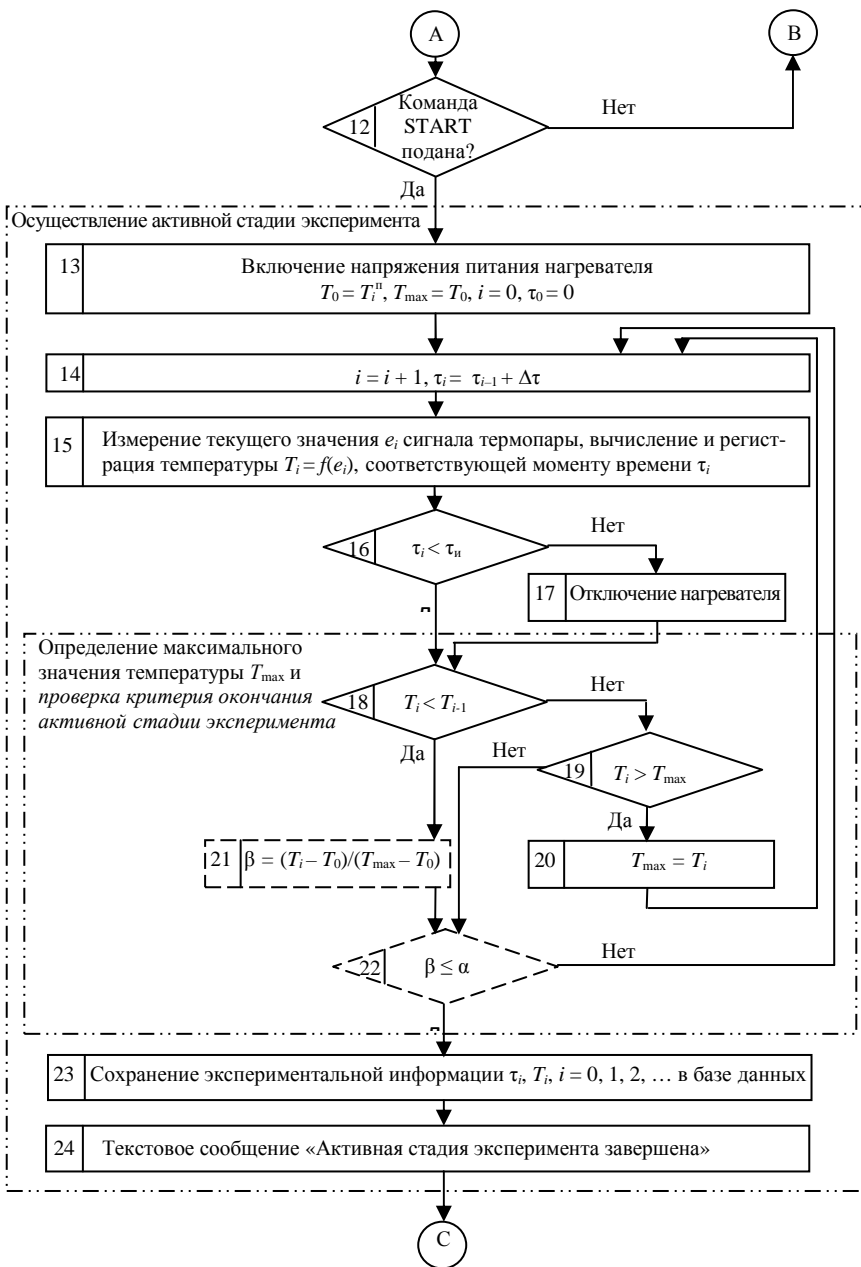 A
B
Команда
START
подана?
12
Нет
Да
Осуществление активной стадии эксперимента
13
Включение напряжения питания нагревателя
T₀ = Tᵢⁿ, Tmax = T₀, i = 0, τ₀ = 0
14
i = i + 1, τᵢ = τᵢ₋₁ + Δτ
15
Измерение текущего значения eᵢ сигнала термопары, вычисление и регист-
рация температуры Tᵢ = f(eᵢ), соответствующей моменту времени τᵢ
16
τᵢ < τи
Нет
17
Отключение нагревателя
Определение максимального
значения температуры Tmax и
проверка критерия окончания
активной стадии эксперимента
18
Tᵢ < Tᵢ₋₁
Нет
Да
Нет
19
Tᵢ > Tmax
Да
21
β = (Tᵢ – T₀)/(Tmax – T₀)
20
Tmax = Tᵢ
22
β ≤ α
Нет
23
Сохранение экспериментальной информации τᵢ, Tᵢ, i = 0, 1, 2, … в базе данных
24
Текстовое сообщение «Активная стадия эксперимента завершена»
C